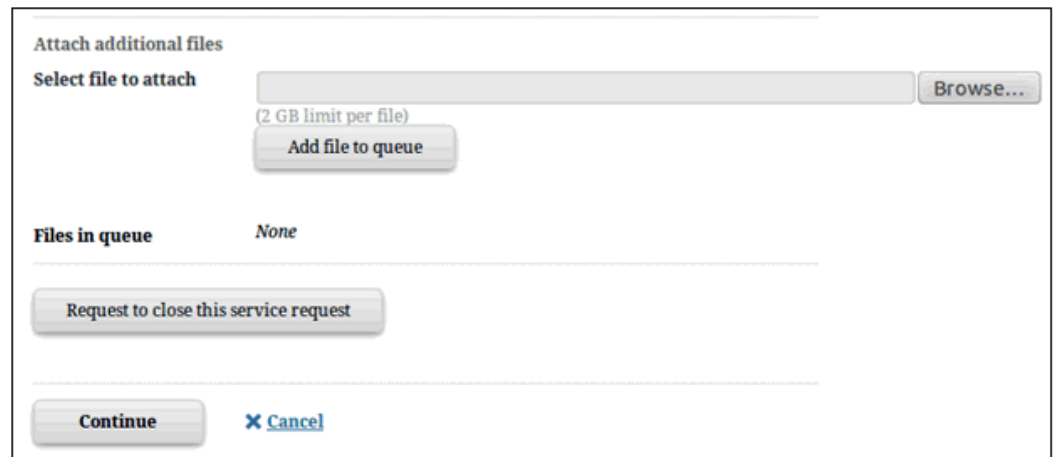 Attach additional files
Select file to attach
Browse...
(2 GB limit per file)
Add file to queue
Files in queue
None
Request to close this service request
Continue
Cancel